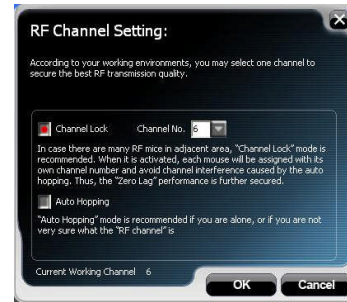 RF Channel Setting:
According to your working environments, you may select one channel to
secure the best RF transmission quality.
Channel Lock Channel No. 6
In case there are many RF mice in adjacent area, "Channel Lock" mode is
recommended. When it is activated, each mouse will be assigned with its
own channel number and avoid channel interference caused by the auto
hopping. Thus, the "Zero Lag" performance is further secured.
Auto Hopping
"Auto Hopping" mode is recommended if you are alone, or if you are not
very sure what the "RF channel" is
Current Working Channel 6
OK Cancel